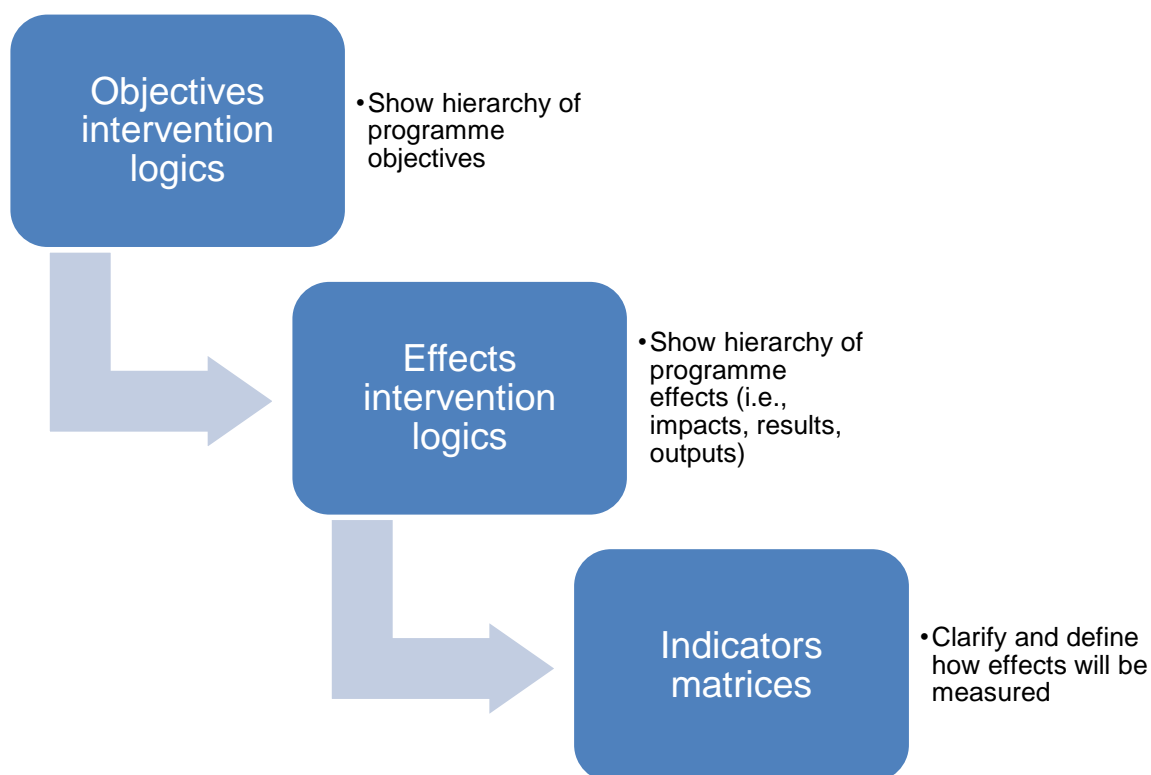 Objectives
intervention
logics
•Show hierarchy of
programme
objectives
Effects
intervention
logics
•Show hierarchy of
programme
effects (i.e.,
impacts, results,
outputs)
Indicators
matrices
•Clarify and define
how effects will be
measured